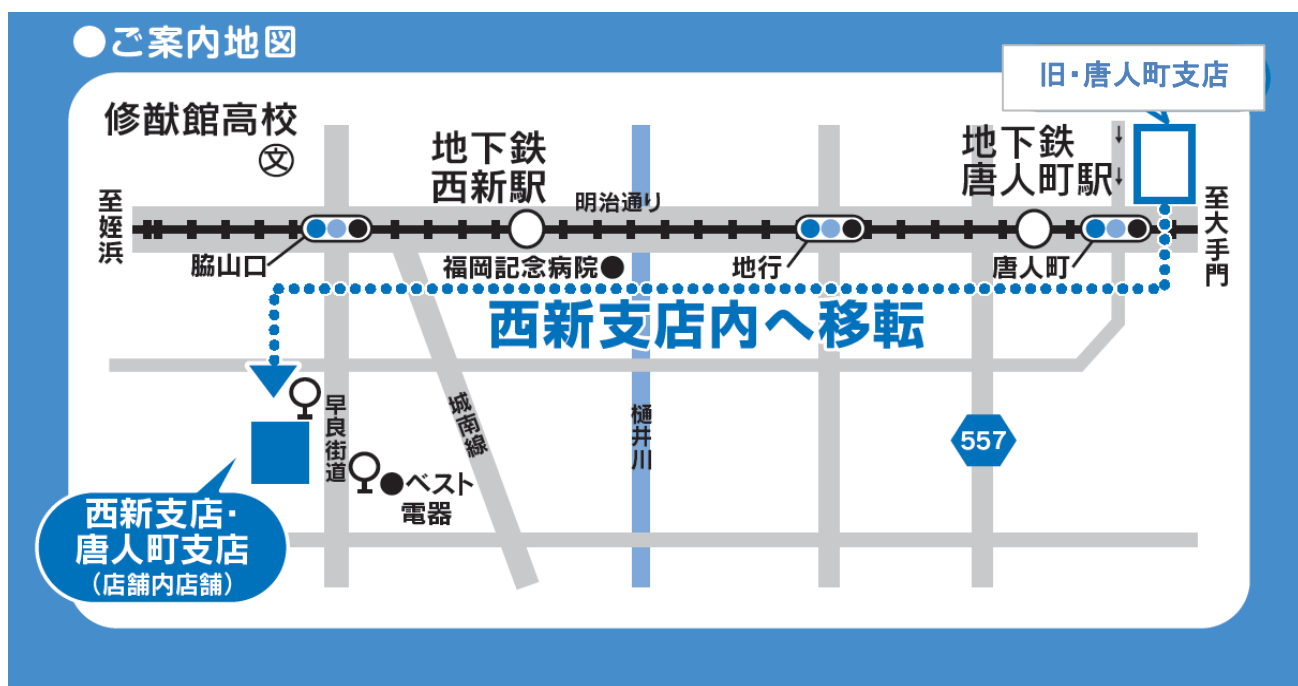 ●ご案内地図
旧・唐人町支店
修猷館高校
文
地下鉄
西新駅
地下鉄
唐人町駅
至姪浜
明治通り
至大手門
脇山口
福岡記念病院●
地行
唐人町
西新支店内へ移転
早良街道
城南線
樋井川
557
●ベスト
電器
西新支店・
唐人町支店
（店舗内店舗）